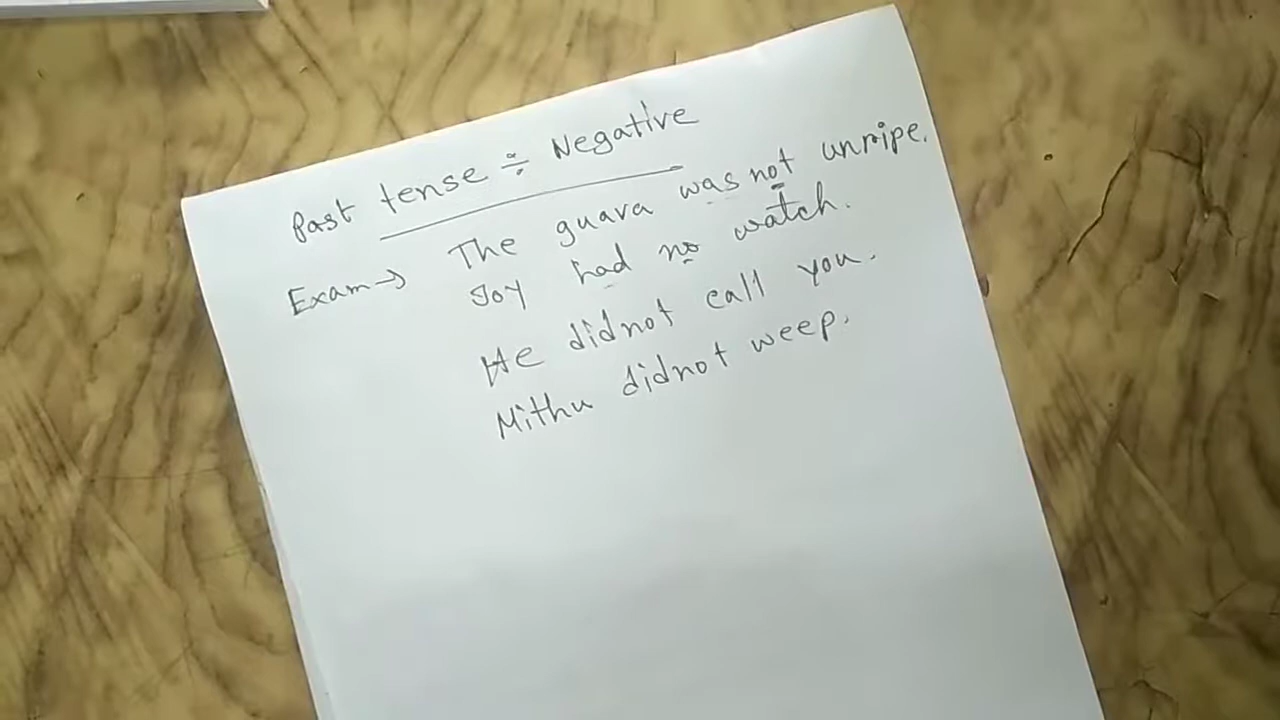 Past tense ÷ Negative
Exam → The guava was not unripe.
Joy had no watch.
He didnot call you.
Mithu didnot weep.